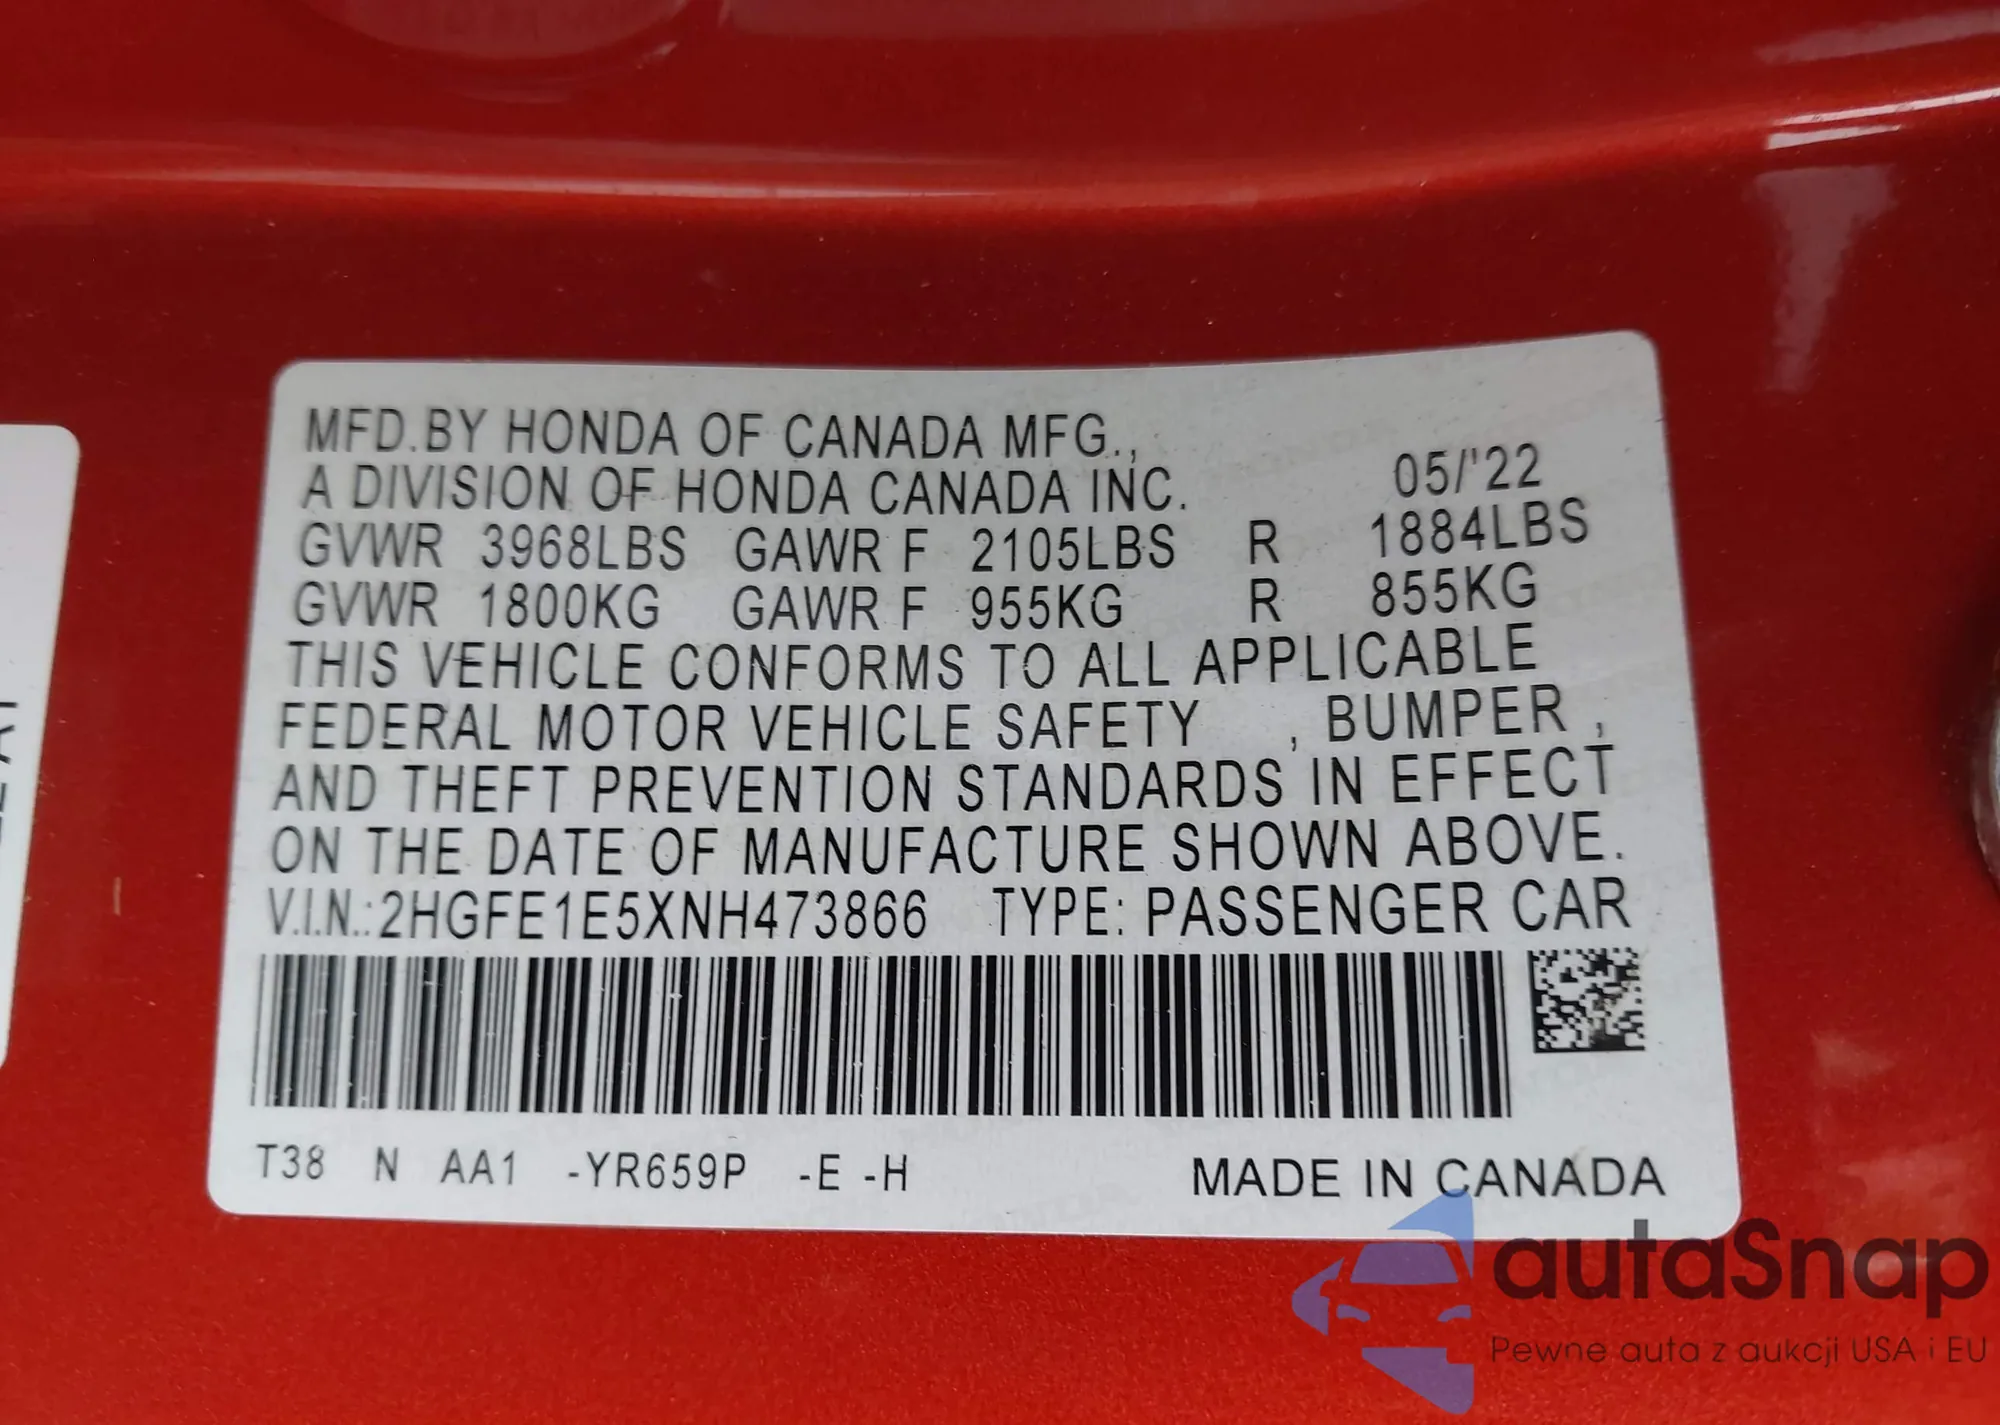 MFD.BY HONDA OF CANADA MFG.,
A DIVISION OF HONDA CANADA INC. 05/'22
GVWR 3968LBS GAWR F 2105LBS R 1884LBS
GVWR 1800KG GAWR F 955KG R 855KG
THIS VEHICLE CONFORMS TO ALL APPLICABLE
FEDERAL MOTOR VEHICLE SAFETY , BUMPER ,
AND THEFT PREVENTION STANDARDS IN EFFECT
ON THE DATE OF MANUFACTURE SHOWN ABOVE.
V.I.N.:2HGFE1E5XNH473866 TYPE: PASSENGER CAR
T38 N AA1 -YR659P -E -H MADE IN CANADA
autaSnap
Pewne auta z aukcji USA i EU